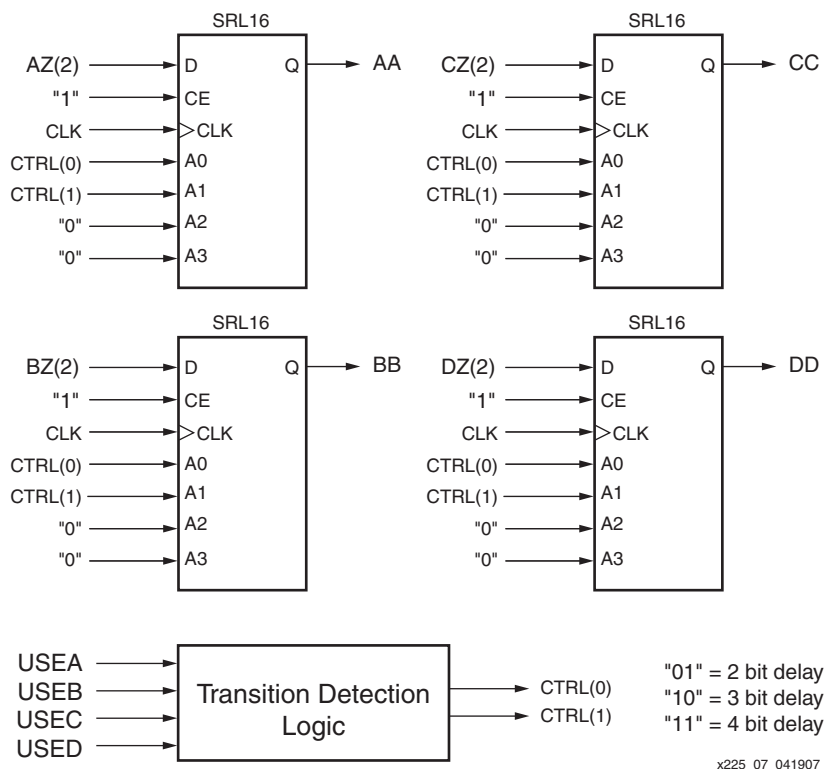 SRL16
AZ(2) D Q AA
"1" CE
CLK CLK
CTRL(0) A0
CTRL(1) A1
"0" A2
"0" A3
SRL16
CZ(2) D Q CC
"1" CE
CLK CLK
CTRL(0) A0
CTRL(1) A1
"0" A2
"0" A3
SRL16
BZ(2) D Q BB
"1" CE
CLK CLK
CTRL(0) A0
CTRL(1) A1
"0" A2
"0" A3
SRL16
DZ(2) D Q DD
"1" CE
CLK CLK
CTRL(0) A0
CTRL(1) A1
"0" A2
"0" A3
USEA
USEB
USEC
USED
Transition Detection
Logic
CTRL(0)
CTRL(1)
"01" = 2 bit delay
"10" = 3 bit delay
"11" = 4 bit delay
x225_07_041907